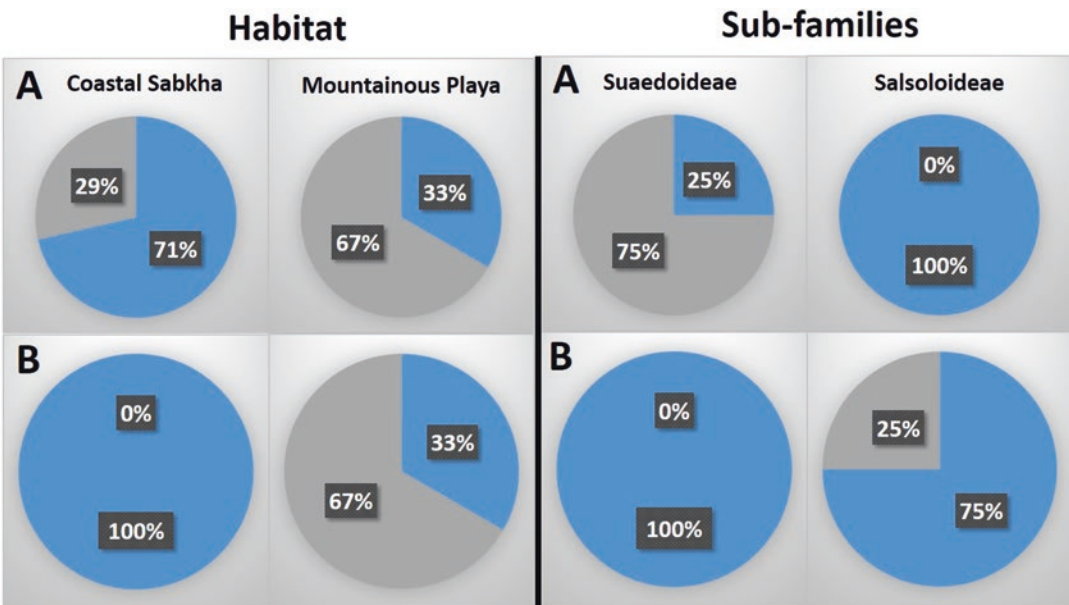 Habitat
Sub-families
A
Coastal Sabkha
Mountainous Playa
29%
71%
33%
67%
A
Suaedoideae
Salsoloideae
25%
75%
0%
100%
B
0%
100%
33%
67%
B
0%
100%
25%
75%